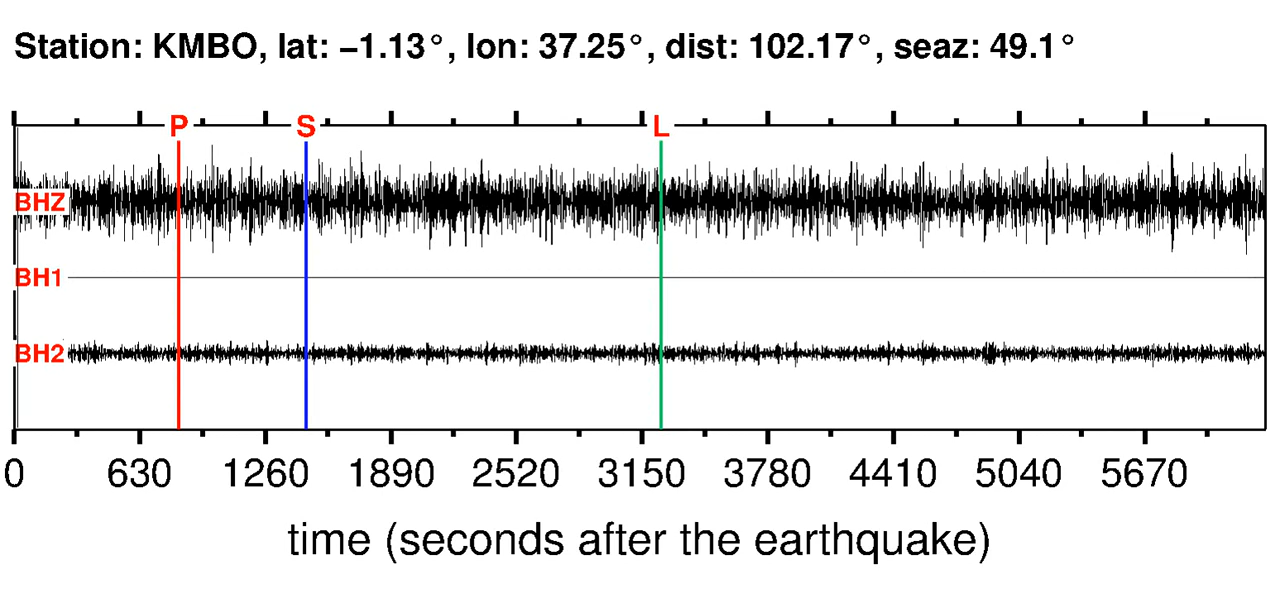 Station: KMBO, lat: −1.13°, lon: 37.25°, dist: 102.17°, seaz: 49.1°
P S L
BHZ
BH1
BH2
0 630 1260 1890 2520 3150 3780 4410 5040 5670
time (seconds after the earthquake)